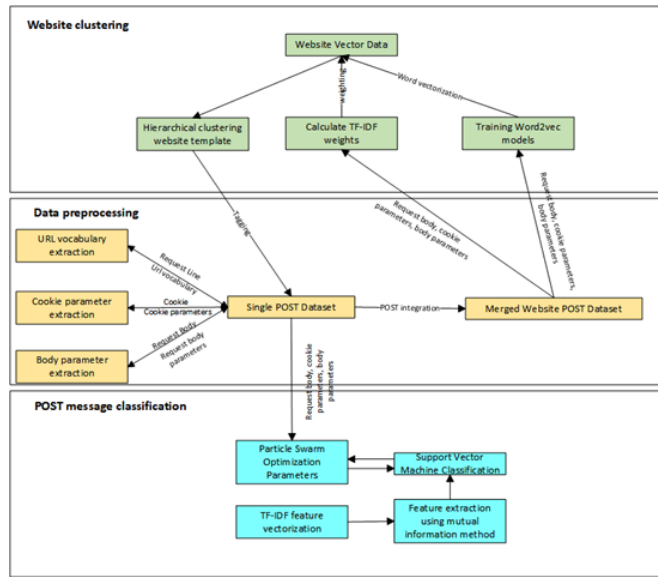 Website clustering
Website Vector Data
weighting
Word vectorization
Hierarchical clustering
website template
Calculate TF-IDF
weights
Training Word2vec
models
Tagging
Request body, cookie
parameters, body parameters
Request body, cookie parameters,
body parameters
Data preprocessing
URL vocabulary
extraction
Request Line
Url vocabulary
Cookie parameter
extraction
Cookie
Cookie parameters
Single POST Dataset
POST integration
Merged Website POST Dataset
Body parameter
extraction
Request Body
Request body
parameters
Request body, cookie
parameters, body
parameters
POST message classification
Particle Swarm
Optimization
Parameters
Support Vector
Machine Classification
TF-IDF feature
vectorization
Feature extraction
using mutual
information method